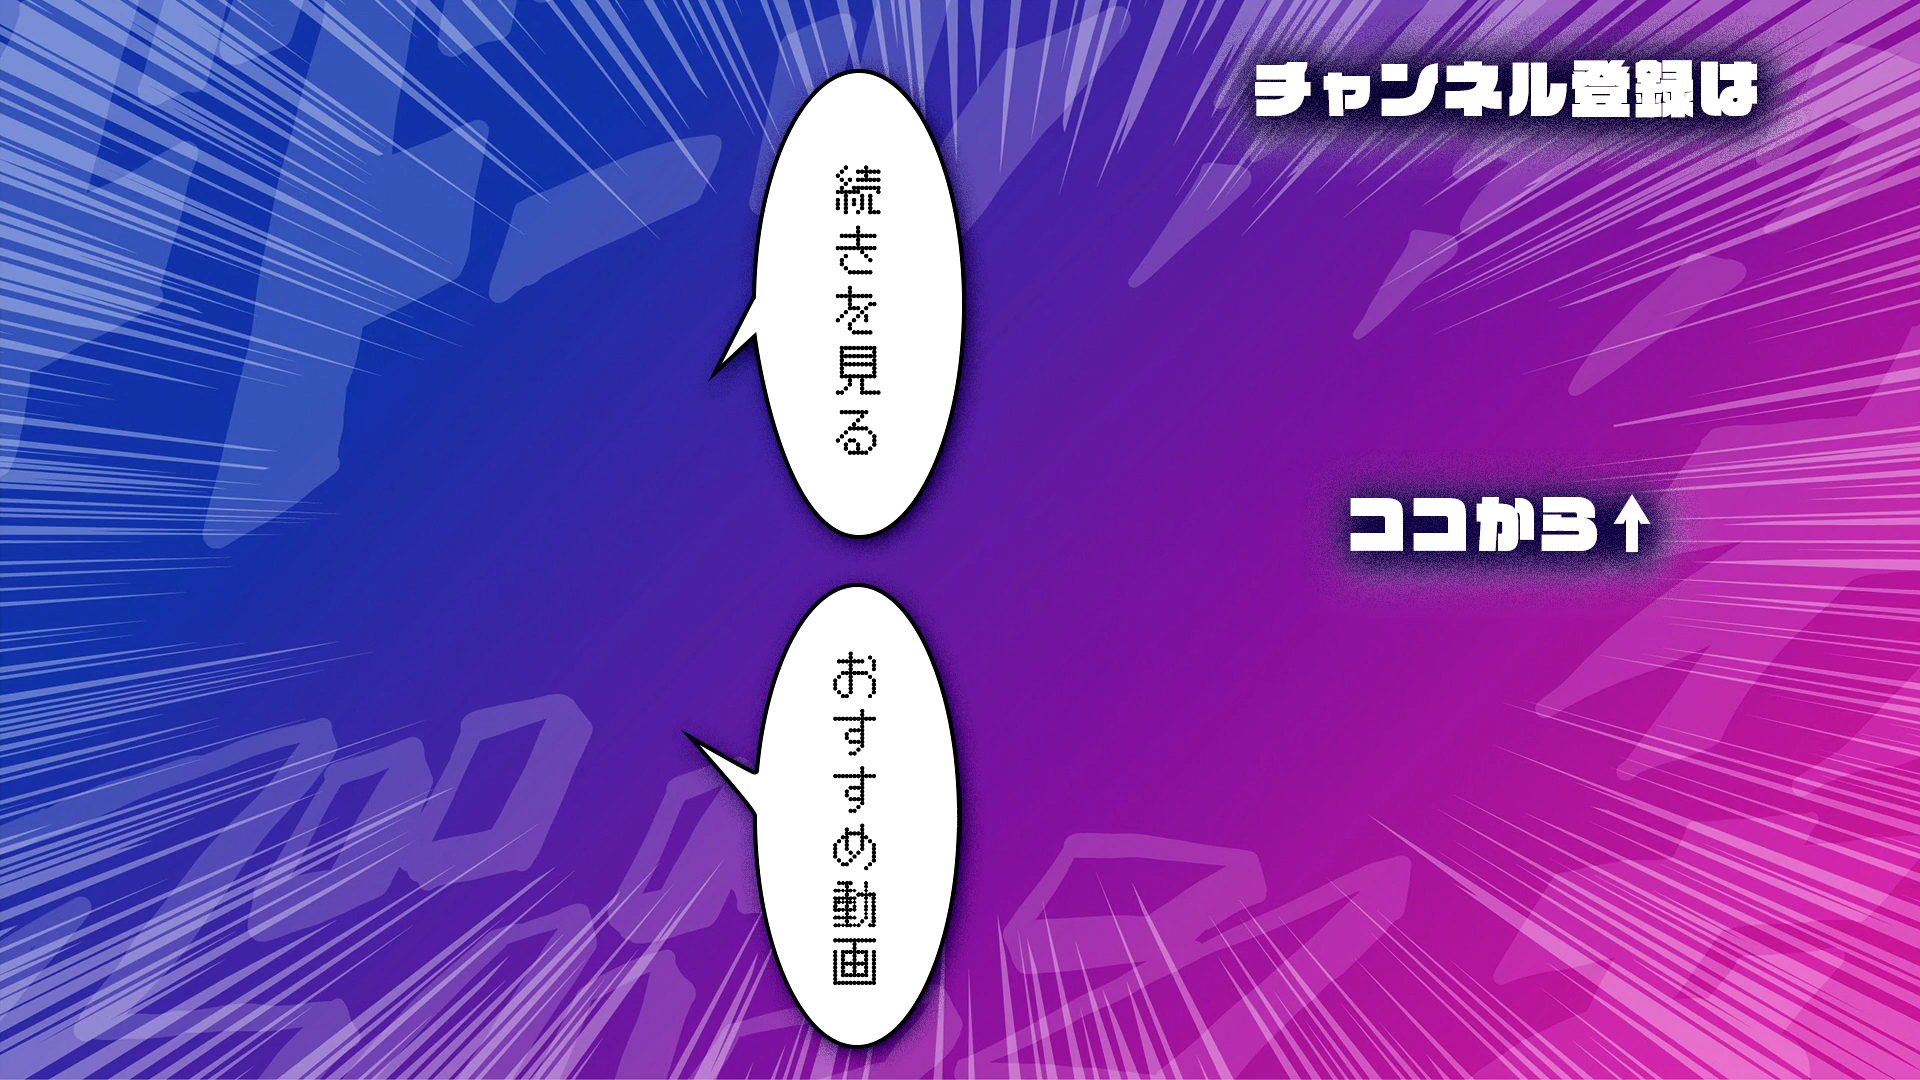 チャンネル登録は
ココから↑
続きを見る
おすすめ動画